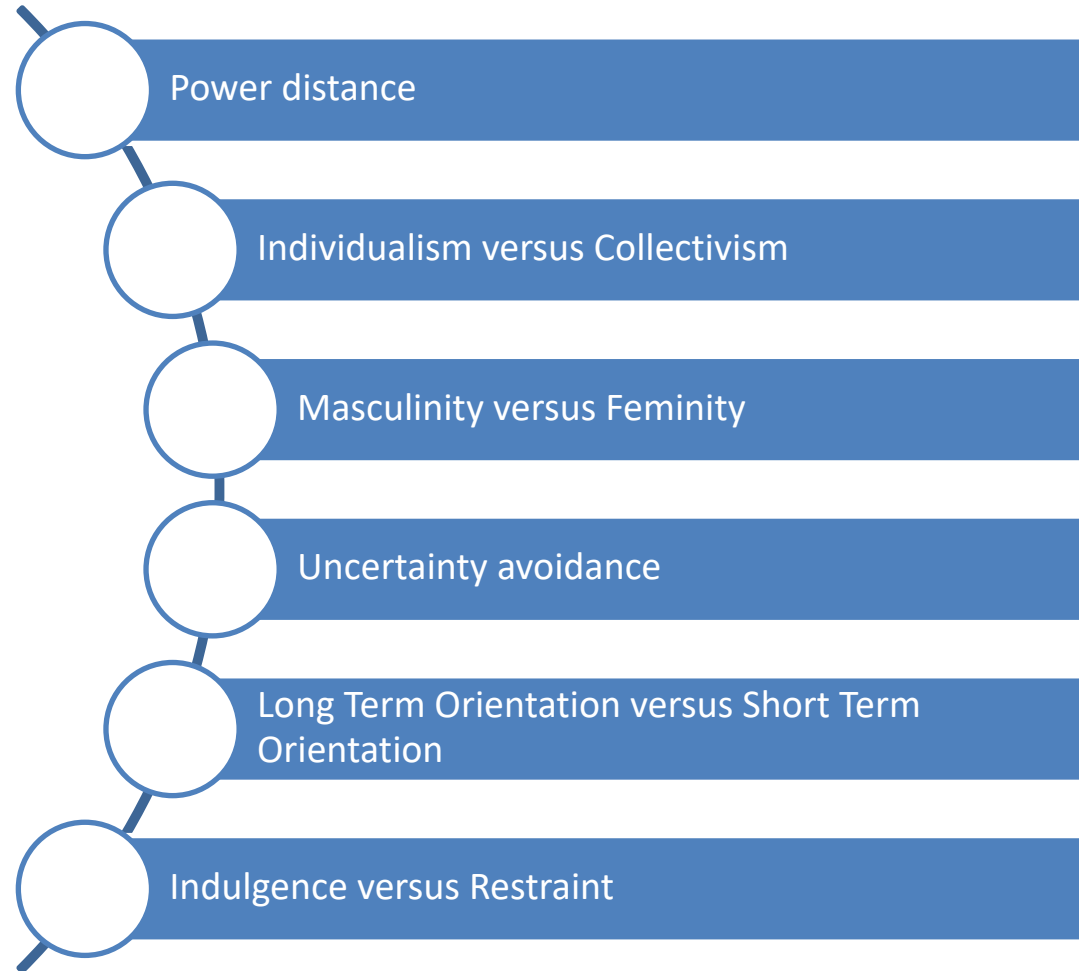 Power distance
Individualism versus Collectivism
Masculinity versus Feminity
Uncertainty avoidance
Long Term Orientation versus Short Term
Orientation
Indulgence versus Restraint